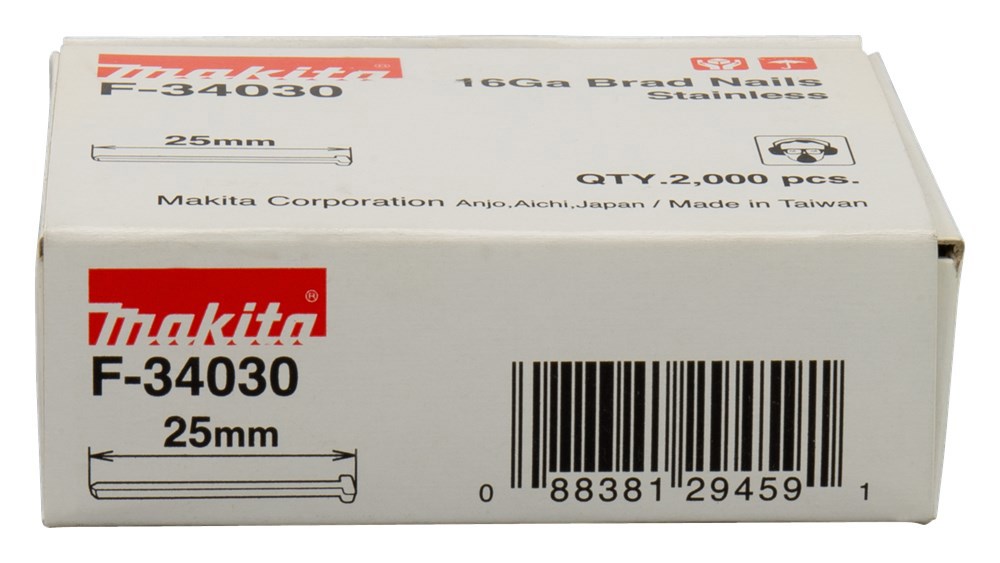 makita®
F-34030
16Ga Brad Nails
Stainless
25mm
QTY.2,000 pcs.
Makita Corporation Anjo,Aichi,Japan / Made in Taiwan
makita®
F-34030
25mm
0 88381 29459 1